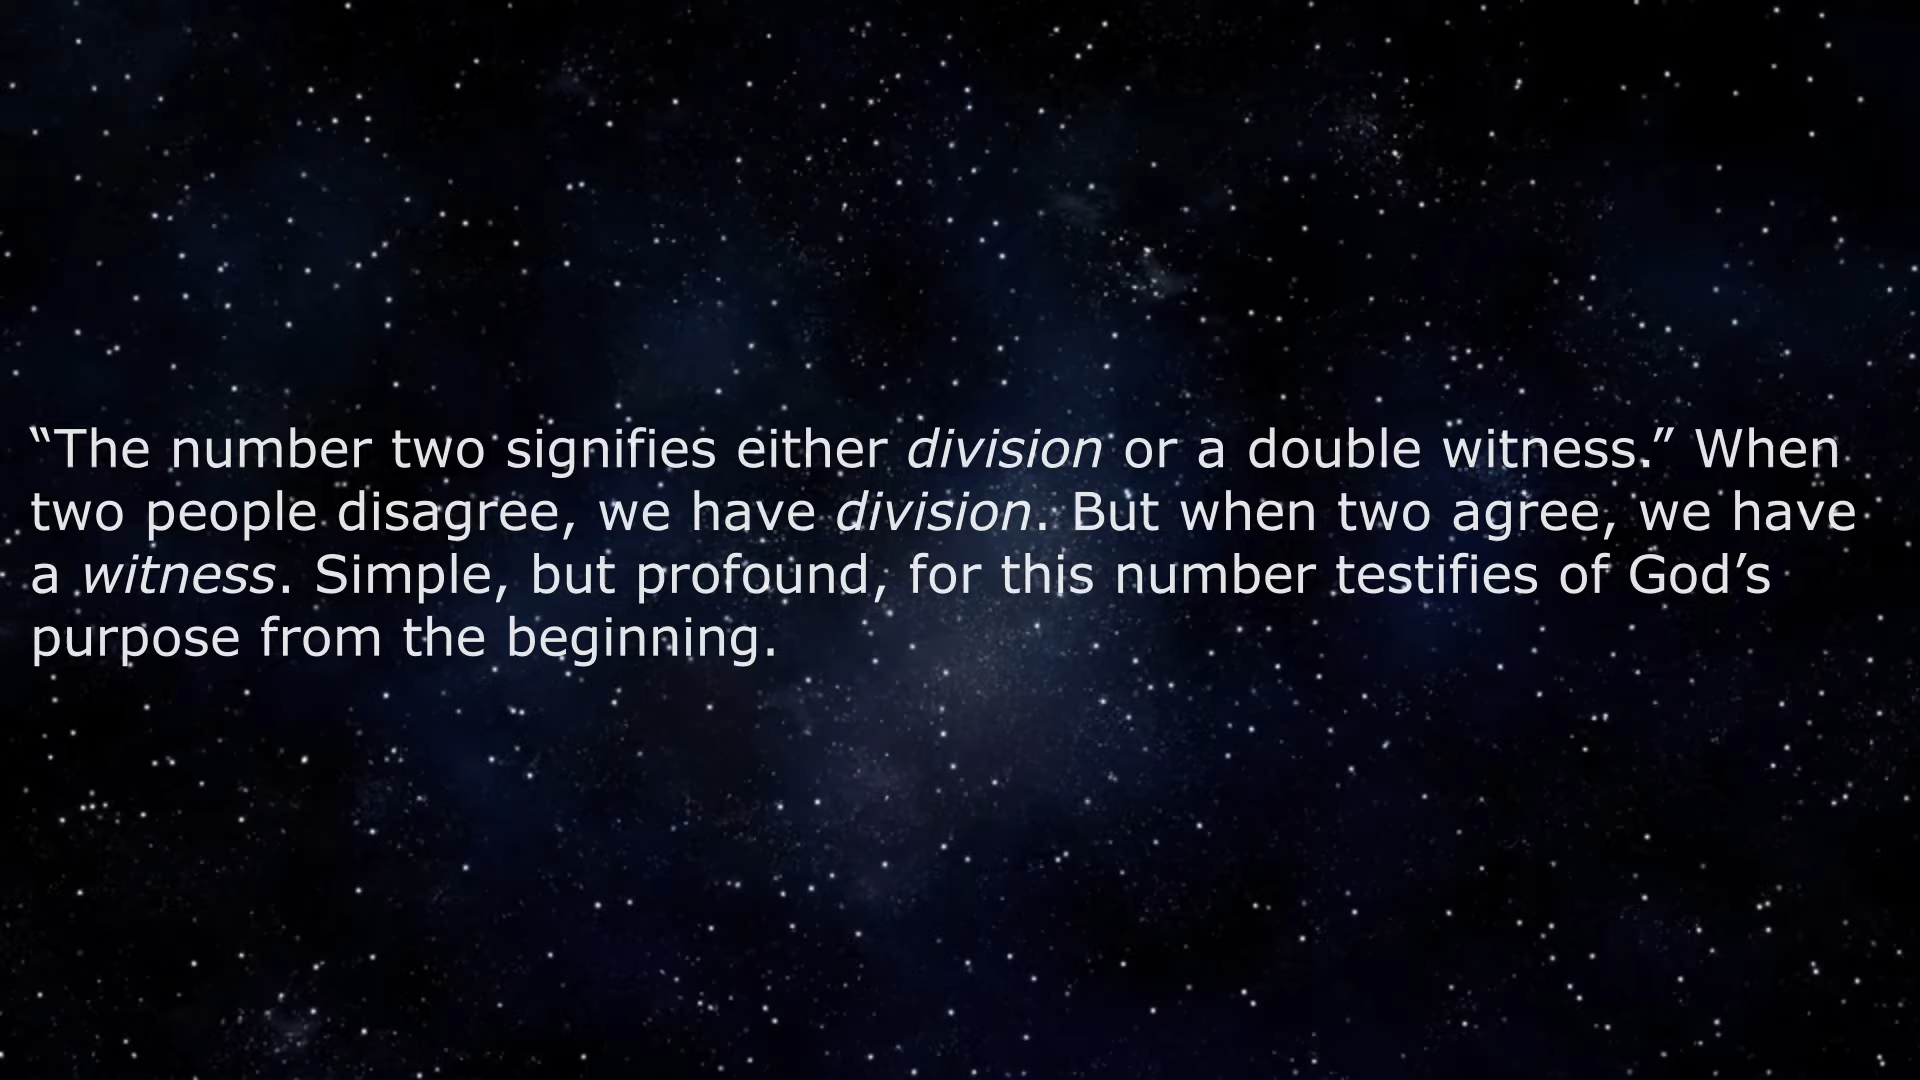 “The number two signifies either division or a double witness.” When
two people disagree, we have division. But when two agree, we have
a witness. Simple, but profound, for this number testifies of God’s
purpose from the beginning.